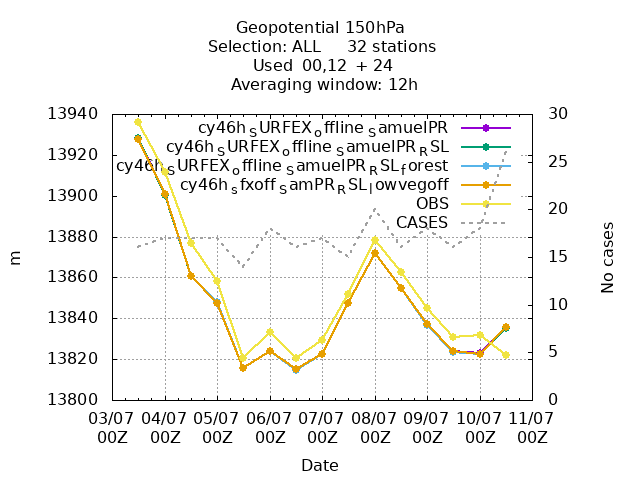 Geopotential 150hPa
Selection: ALL 32 stations
Used 00,12 + 24
Averaging window: 12h
13940
13920
13900
13880
13860
13840
13820
13800
30
25
20
15
10
5
0
m
No cases
cy46h_SURFEX_offline_SamuelPR
cy46h_SURFEX_offline_SamuelPR_RSL
cy46h_SURFEX_offline_SamuelPR_RSL_forest
cy46h_sfxoff_SamPR_RSL_lowvegoff
OBS
CASES
03/07 04/07 05/07 06/07 07/07 08/07 09/07 10/07 11/07
00Z 00Z 00Z 00Z 00Z 00Z 00Z 00Z 00Z
Date